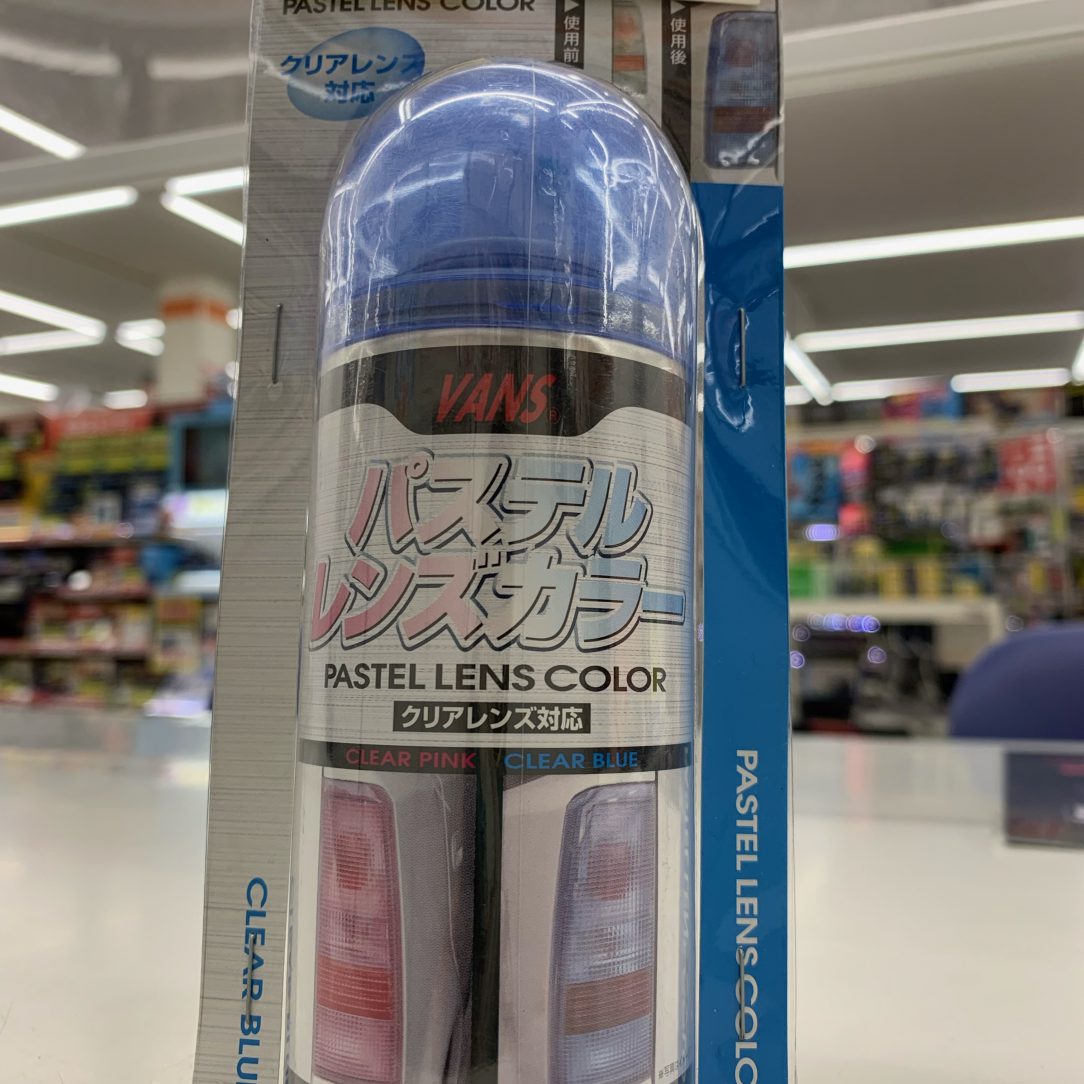 PASTEL LENS COLOR
クリアレンズ
対応
▶使用前
▶使用後
VANS®
パステル
レンズカラー
PASTEL LENS COLOR
クリアレンズ対応
CLEAR PINK CLEAR BLUE
CLEAR BLU
PASTEL LENS COLO